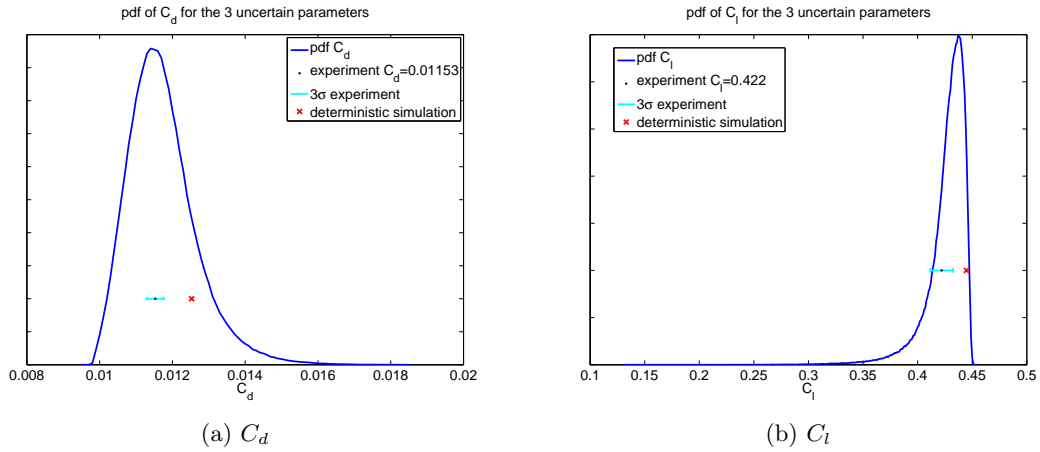 pdf of C_d for the 3 uncertain parameters
pdf C_d
experiment C_d=0.01153
3σ experiment
deterministic simulation
0.008 0.01 0.012 0.014 0.016 0.018 0.02
C_d
(a) C_d
pdf of C_l for the 3 uncertain parameters
pdf C_l
experiment C_l=0.422
3σ experiment
deterministic simulation
0.1 0.15 0.2 0.25 0.3 0.35 0.4 0.45 0.5
C_l
(b) C_l